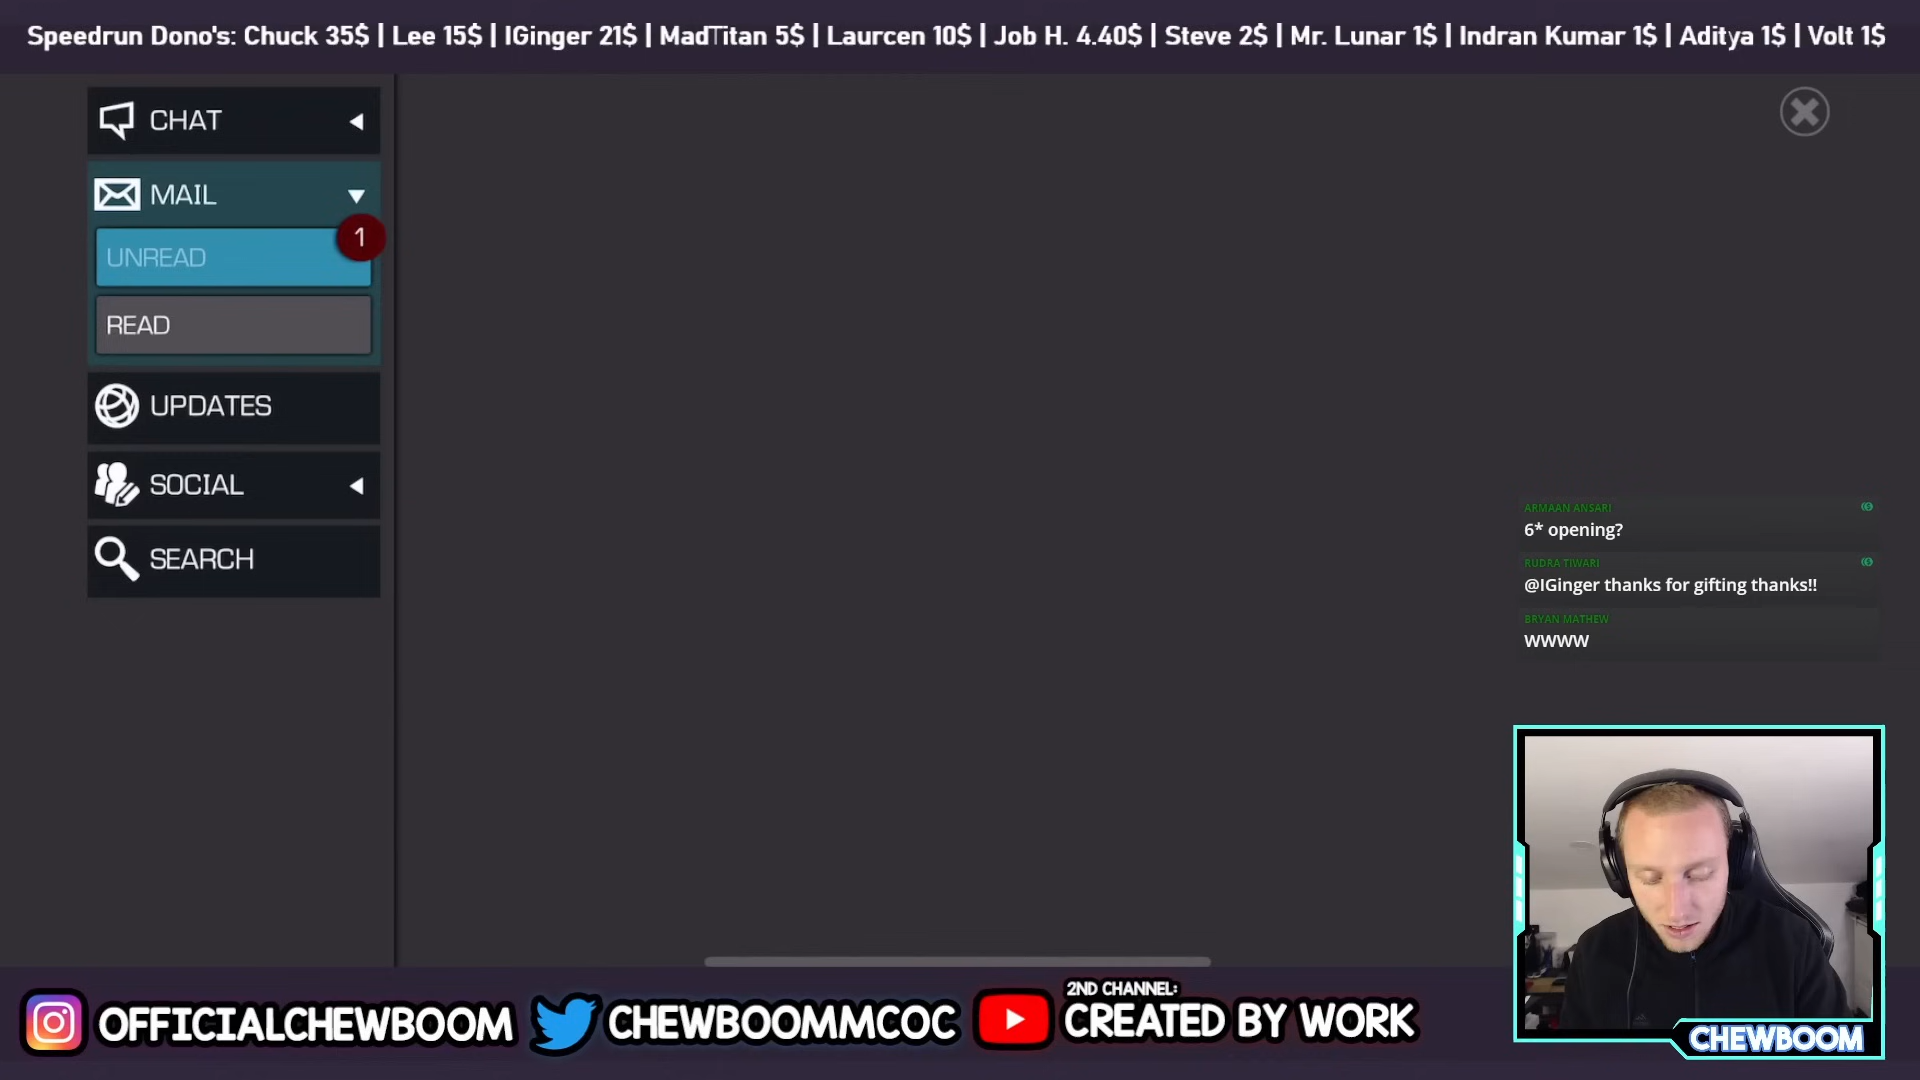 Speedrun Dono's: Chuck 35$ | Lee 15$ | IGinger 21$ | MadTitan 5$ | Laurcen 10$ | Job H. 4.40$ | Steve 2$ | Mr. Lunar 1$ | Indran Kumar 1$ | Aditya 1$ | Volt 1$
CHAT
MAIL
1
UNREAD
READ
UPDATES
SOCIAL
SEARCH
ARMAAN ANSARI
6* opening?
RUDRA TIWARI
@IGinger thanks for gifting thanks!!
BRYAN MATHEW
WWWW
OFFICIALCHEWBOOM
CHEWBOOMMCOC
2ND CHANNEL:
CREATED BY WORK
CHEWBOOM